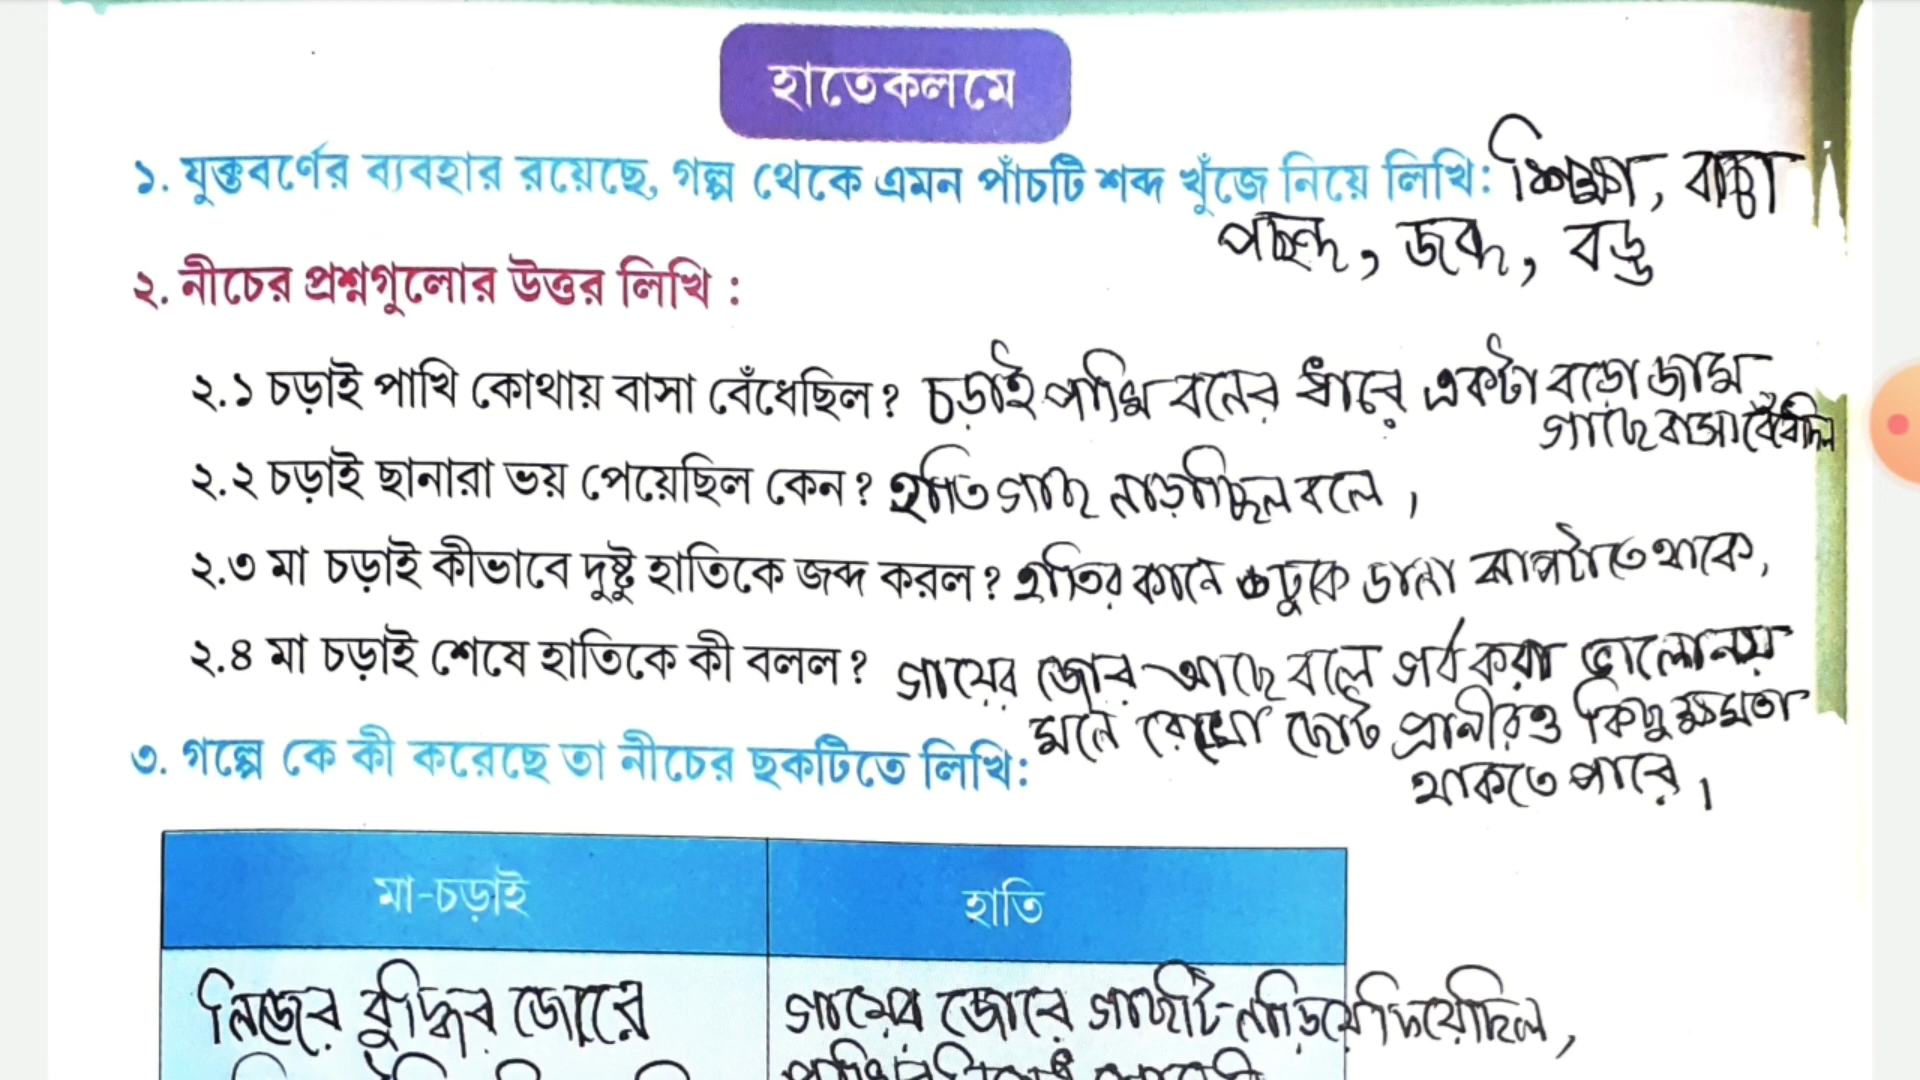 হাতেকলমে
১. যুক্তবর্ণের ব্যবহার রয়েছে, গল্প থেকে এমন পাঁচটি শব্দ খুঁজে নিয়ে লিখি: শিক্ষা, বাচ্চা
পছন্দ, জব্দ, বড্ড
২. নীচের প্রশ্নগুলোর উত্তর লিখি :
২.১ চড়াই পাখি কোথায় বাসা বেঁধেছিল? চড়াই পাখি বনের ধারে একটা বড়ো জাম
গাছে বাসা
২.২ চড়াই ছানারা ভয় পেয়েছিল কেন? হাতি গাছ নাড়াচ্ছিল বলে,
২.৩ মা চড়াই কীভাবে দুষ্টু হাতিকে জব্দ করল? হাতির কানে ঢুকে ডানা ঝাপটাতে থাকে,
২.৪ মা চড়াই শেষে হাতিকে কী বলল? গায়ের জোর আছে বলে গর্ব করা ভালো নয়
মনে রেখো ছোট প্রানীরও কিছু ক্ষমতা
থাকতে পারে।
৩. গল্পে কে কী করেছে তা নীচের ছকটিতে লিখি:
মা-চড়াই হাতি
নিজের বুদ্ধির জোরে গায়ের জোরে গাছটি নাড়িয়ে দিয়েছিল,